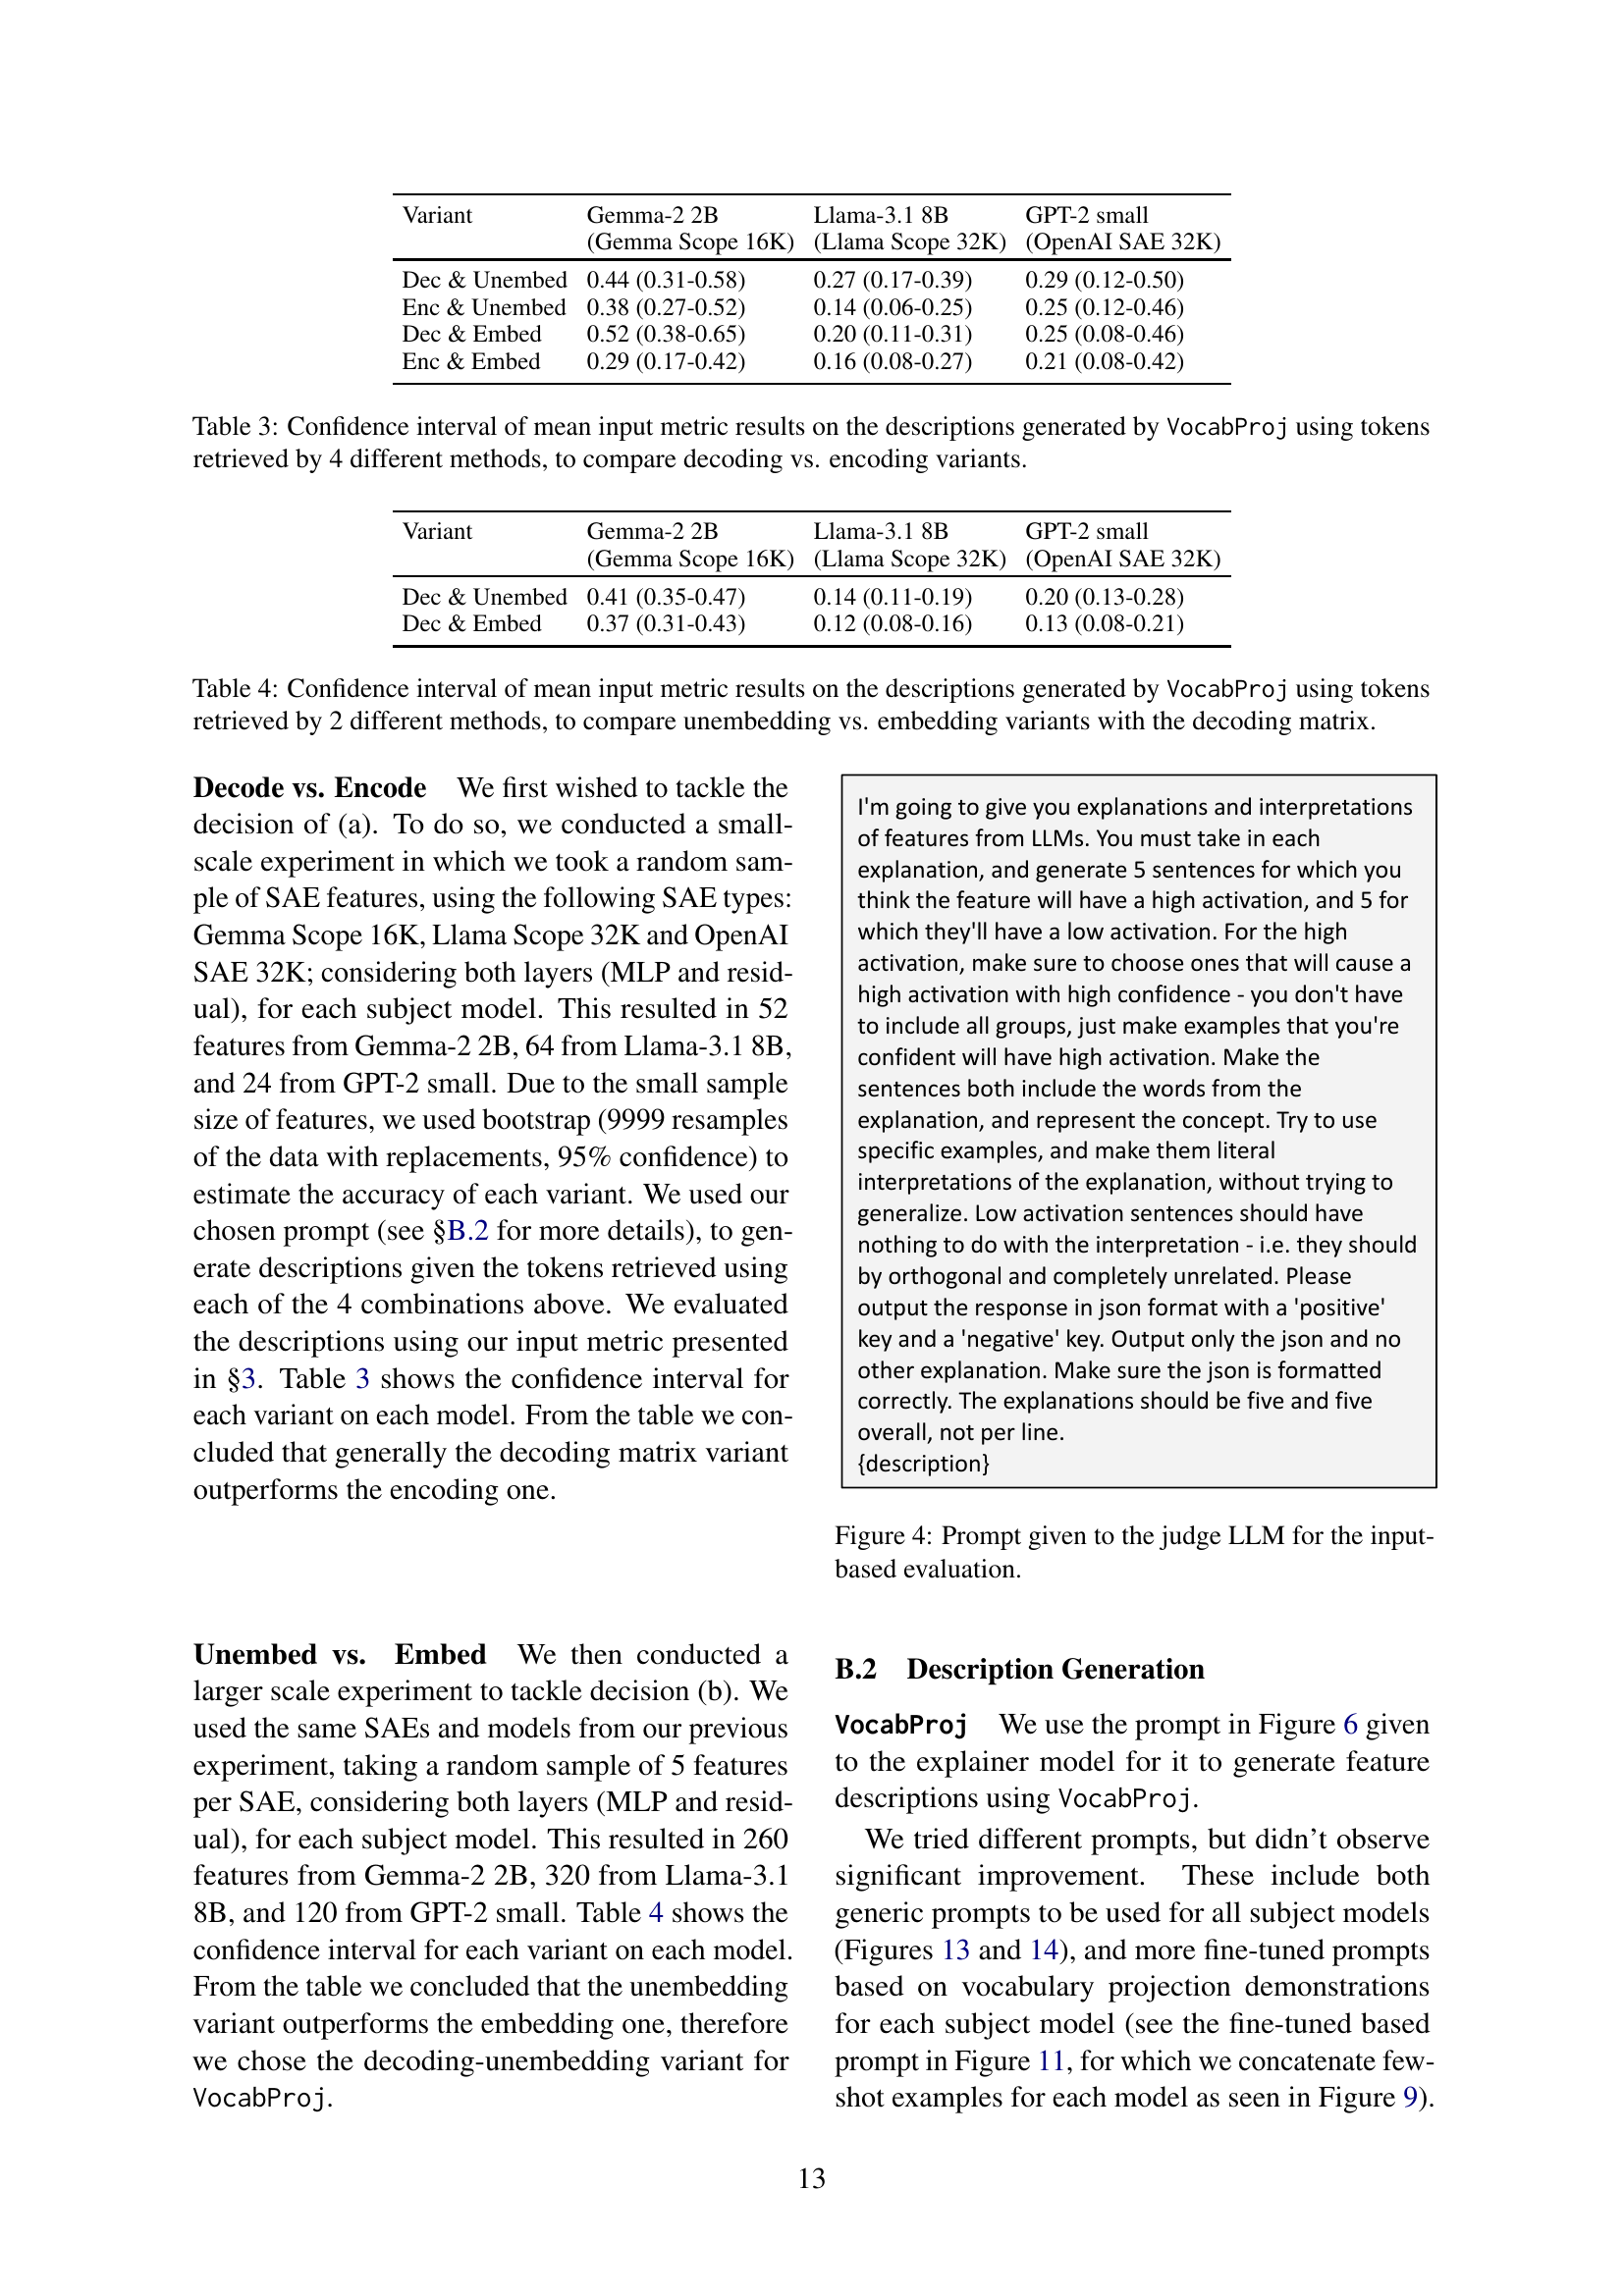 Variant Gemma-2 2B Llama-3.1 8B GPT-2 small
(Gemma Scope 16K) (Llama Scope 32K) (OpenAI SAE 32K)
Dec & Unembed 0.44 (0.31-0.58) 0.27 (0.17-0.39) 0.29 (0.12-0.50)
Enc & Unembed 0.38 (0.27-0.52) 0.14 (0.06-0.25) 0.25 (0.12-0.46)
Dec & Embed 0.52 (0.38-0.65) 0.20 (0.11-0.31) 0.25 (0.08-0.46)
Enc & Embed 0.29 (0.17-0.42) 0.16 (0.08-0.27) 0.21 (0.08-0.42)
Table 3: Confidence interval of mean input metric results on the descriptions generated by VocabProj using tokens
retrieved by 4 different methods, to compare decoding vs. encoding variants.
Variant Gemma-2 2B Llama-3.1 8B GPT-2 small
(Gemma Scope 16K) (Llama Scope 32K) (OpenAI SAE 32K)
Dec & Unembed 0.41 (0.35-0.47) 0.14 (0.11-0.19) 0.20 (0.13-0.28)
Dec & Embed 0.37 (0.31-0.43) 0.12 (0.08-0.16) 0.13 (0.08-0.21)
Table 4: Confidence interval of mean input metric results on the descriptions generated by VocabProj using tokens
retrieved by 2 different methods, to compare unembedding vs. embedding variants with the decoding matrix.
Decode vs. Encode We first wished to tackle the
decision of (a). To do so, we conducted a small-
scale experiment in which we took a random sam-
ple of SAE features, using the following SAE types:
Gemma Scope 16K, Llama Scope 32K and OpenAI
SAE 32K; considering both layers (MLP and resid-
ual), for each subject model. This resulted in 52
features from Gemma-2 2B, 64 from Llama-3.1 8B,
and 24 from GPT-2 small. Due to the small sample
size of features, we used bootstrap (9999 resamples
of the data with replacements, 95% confidence) to
estimate the accuracy of each variant. We used our
chosen prompt (see §B.2 for more details), to gen-
erate descriptions given the tokens retrieved using
each of the 4 combinations above. We evaluated
the descriptions using our input metric presented
in §3. Table 3 shows the confidence interval for
each variant on each model. From the table we con-
cluded that generally the decoding matrix variant
outperforms the encoding one.
Unembed vs. Embed We then conducted a
larger scale experiment to tackle decision (b). We
used the same SAEs and models from our previous
experiment, taking a random sample of 5 features
per SAE, considering both layers (MLP and resid-
ual), for each subject model. This resulted in 260
features from Gemma-2 2B, 320 from Llama-3.1
8B, and 120 from GPT-2 small. Table 4 shows the
confidence interval for each variant on each model.
From the table we concluded that the unembedding
variant outperforms the embedding one, therefore
we chose the decoding-unembedding variant for
VocabProj.
I'm going to give you explanations and interpretations
of features from LLMs. You must take in each
explanation, and generate 5 sentences for which you
think the feature will have a high activation, and 5 for
which they'll have a low activation. For the high
activation, make sure to choose ones that will cause a
high activation with high confidence - you don't have
to include all groups, just make examples that you're
confident will have high activation. Make the
sentences both include the words from the
explanation, and represent the concept. Try to use
specific examples, and make them literal
interpretations of the explanation, without trying to
generalize. Low activation sentences should have
nothing to do with the interpretation - i.e. they should
by orthogonal and completely unrelated. Please
output the response in json format with a 'positive'
key and a 'negative' key. Output only the json and no
other explanation. Make sure the json is formatted
correctly. The explanations should be five and five
overall, not per line.
{description}
Figure 4: Prompt given to the judge LLM for the input-
based evaluation.
B.2 Description Generation
VocabProj We use the prompt in Figure 6 given
to the explainer model for it to generate feature
descriptions using VocabProj.
We tried different prompts, but didn't observe
significant improvement. These include both
generic prompts to be used for all subject models
(Figures 13 and 14), and more fine-tuned prompts
based on vocabulary projection demonstrations
for each subject model (see the fine-tuned based
prompt in Figure 11, for which we concatenate few-
shot examples for each model as seen in Figure 9).
13